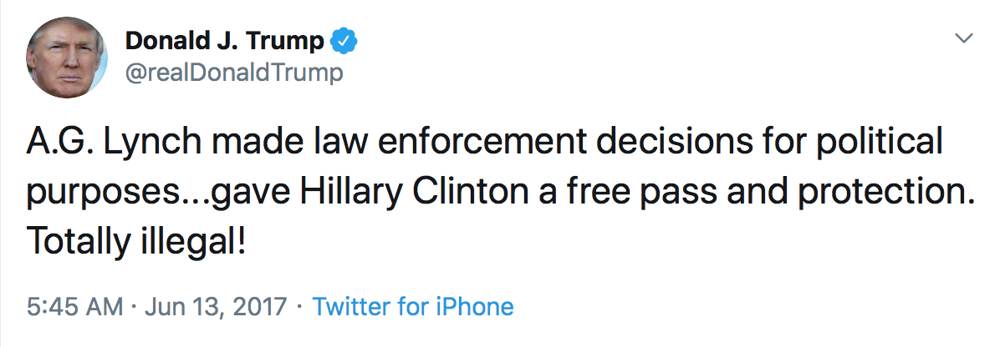 Donald J. Trump
@realDonaldTrump
A.G. Lynch made law enforcement decisions for political
purposes...gave Hillary Clinton a free pass and protection.
Totally illegal!
5:45 AM · Jun 13, 2017 · Twitter for iPhone